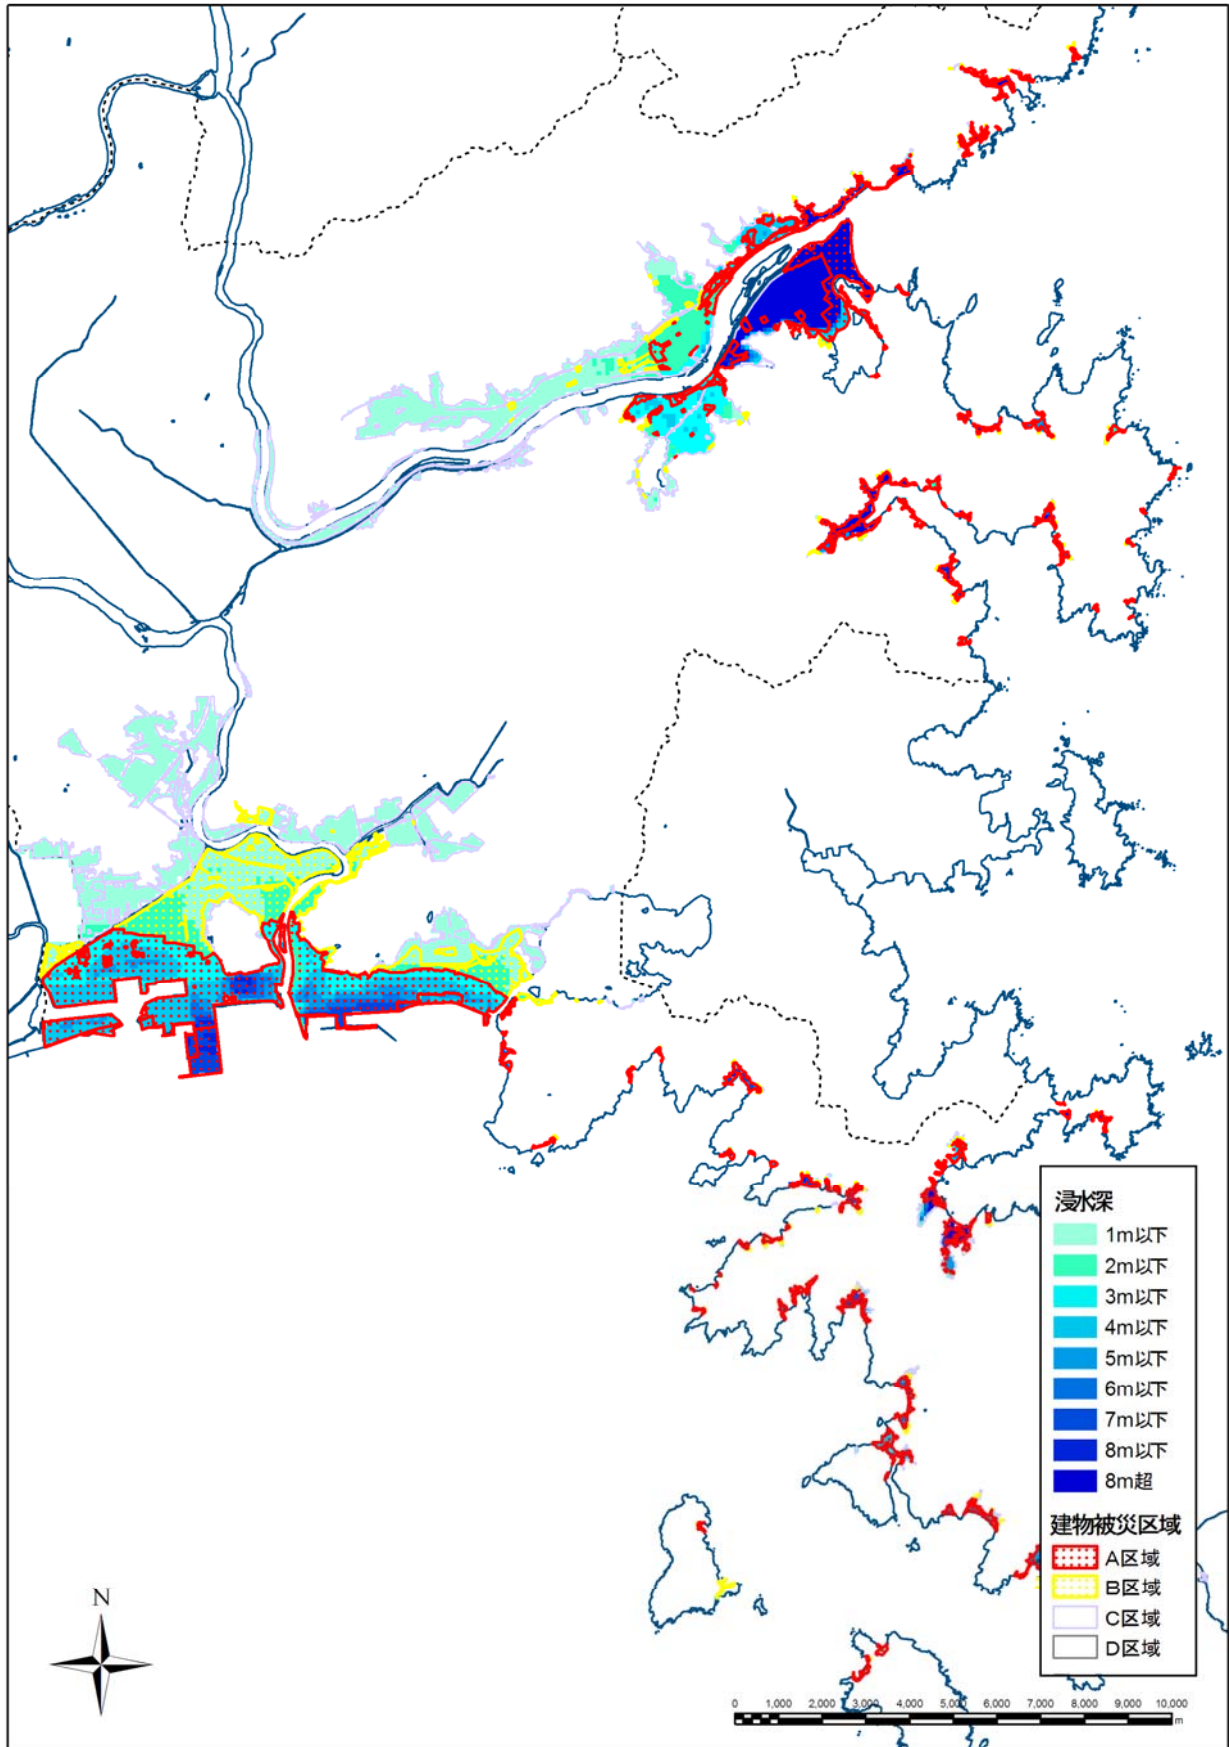 浸水深
1m以下
2m以下
3m以下
4m以下
5m以下
6m以下
7m以下
8m以下
8m超
建物被災区域
A区域
B区域
C区域
D区域
N
0 1,000 2,000 3,000 4,000 5,000 6,000 7,000 8,000 9,000 10,000
m